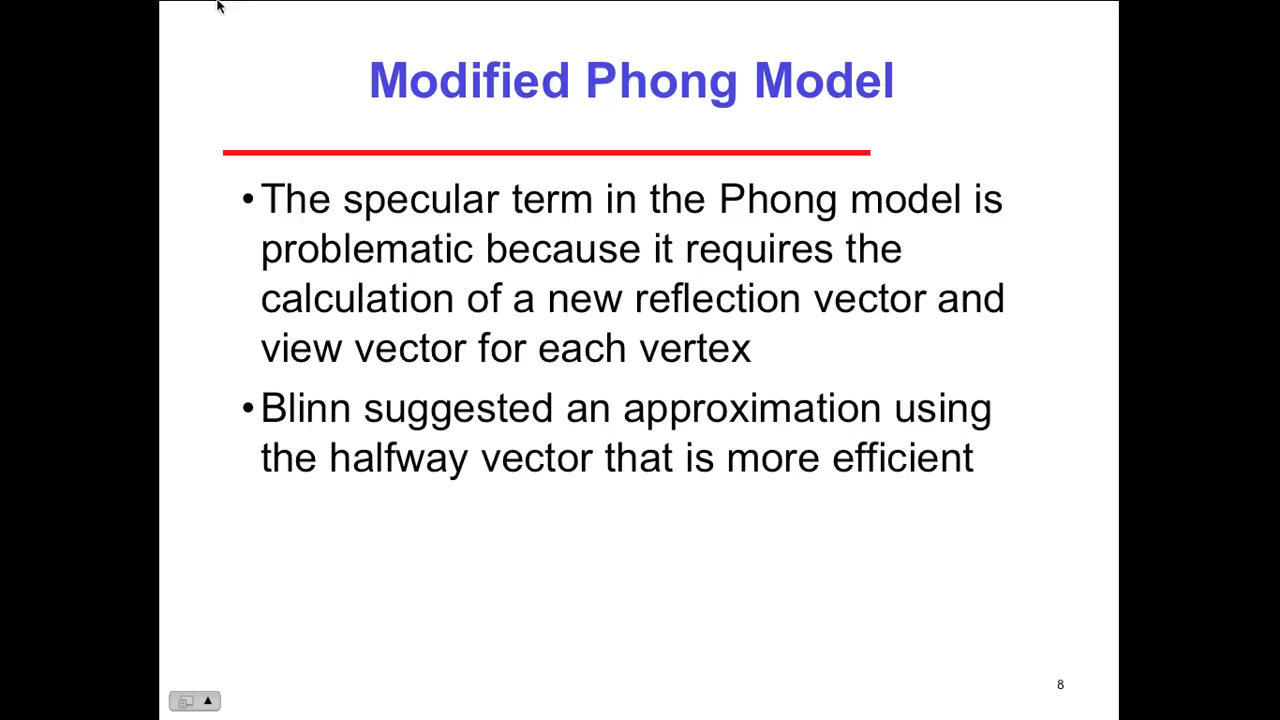 Modified Phong Model
•The specular term in the Phong model is
problematic because it requires the
calculation of a new reflection vector and
view vector for each vertex
•Blinn suggested an approximation using
the halfway vector that is more efficient
8